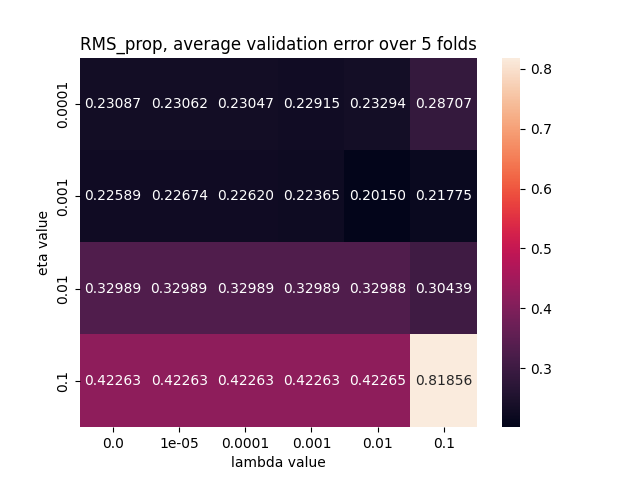 RMS_prop, average validation error over 5 folds
eta value
0.0001
0.23087 0.23062 0.23047 0.22915 0.23294 0.28707
0.001
0.22589 0.22674 0.22620 0.22365 0.20150 0.21775
0.01
0.32989 0.32989 0.32989 0.32989 0.32988 0.30439
0.1
0.42263 0.42263 0.42263 0.42263 0.42265 0.81856
0.0 1e-05 0.0001 0.001 0.01 0.1
lambda value
0.8
0.7
0.6
0.5
0.4
0.3